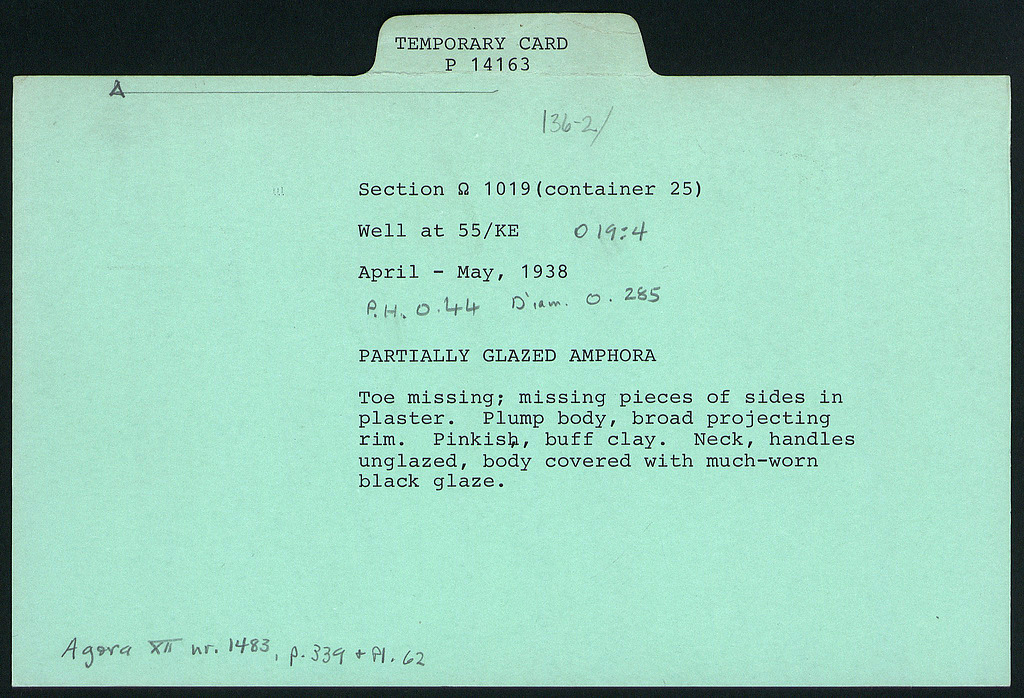 TEMPORARY CARD
P 14163
A
136-2/
Section Ω 1019(container 25)
Well at 55/KE O 19:4
April - May, 1938
P.H. 0.44 Diam. 0.285
PARTIALLY GLAZED AMPHORA
Toe missing; missing pieces of sides in
plaster. Plump body, broad projecting
rim. Pinkish, buff clay. Neck, handles
unglazed, body covered with much-worn
black glaze.
Agora XII nr. 1483, p. 339 + Pl. 62